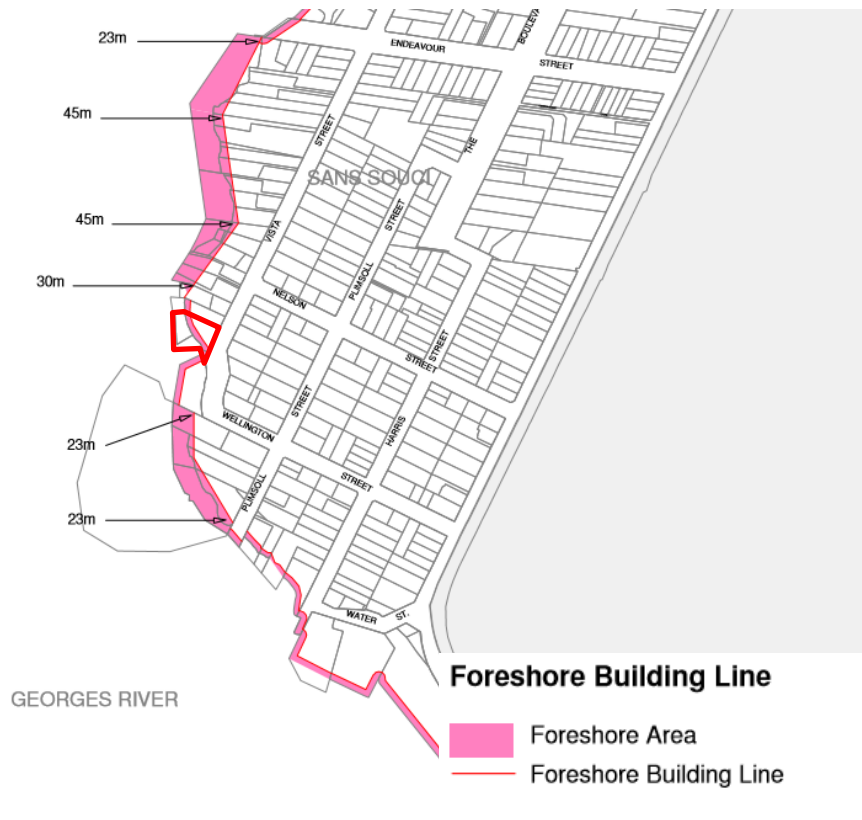 23m
ENDEAVOUR
STREET
BOULEVA
45m
STREET
THE
SANS SOUCI
45m
VISTA
STREET
30m
NELSON
PLIMSOLL
STREET
STREET
STREET
23m
WELLINGTON
HARRIS
STREET
PLIMSOLL
23m
WATER ST.
GEORGES RIVER
Foreshore Building Line
Foreshore Area
Foreshore Building Line